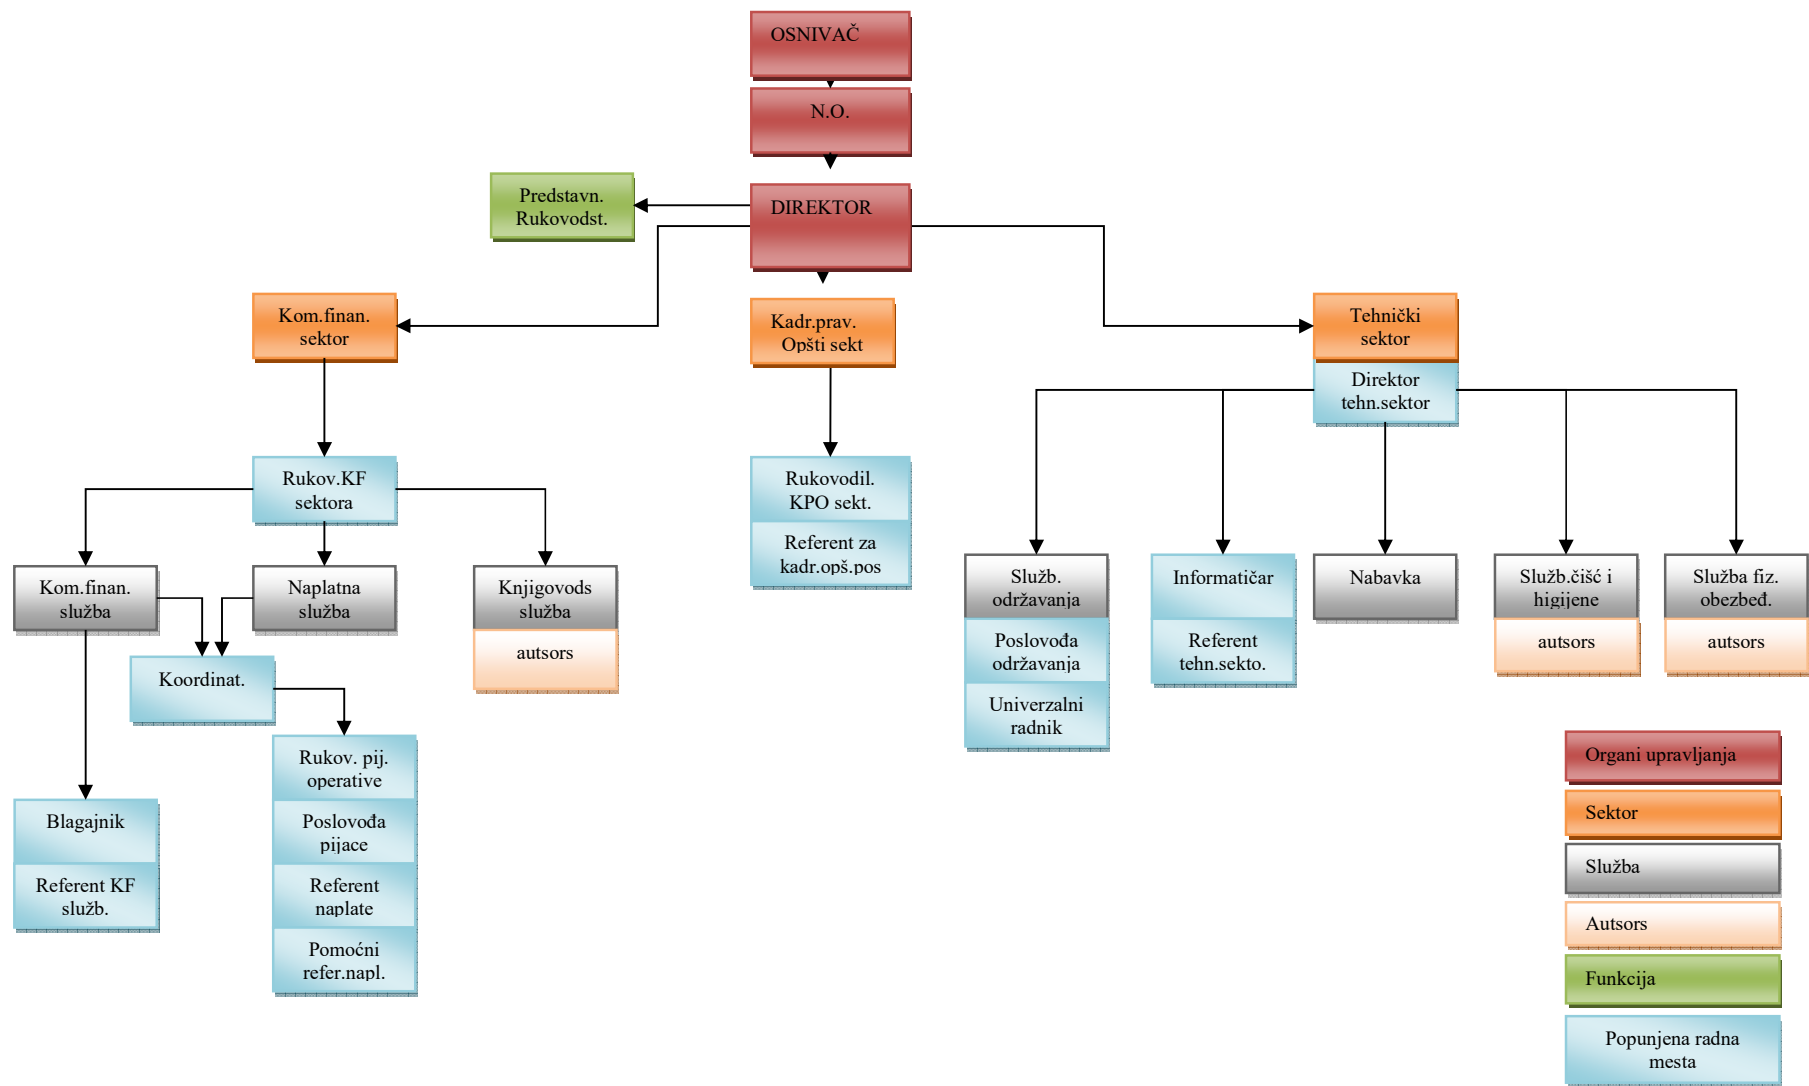 OSNIVAČ
N.O.
Predstavn.
Rukovodst.
DIREKTOR
Kom.finan.
sektor
Kadr.prav.
Opšti sekt
Tehnički
sektor
Direktor
tehn.sektor
Rukov.KF
sektora
Rukovodil.
KPO sekt.
Referent za
kadr.opš.pos
Kom.finan.
služba
Naplatna
služba
Knjigovods
služba
autsors
Služb.
održavanja
Poslovođa
održavanja
Univerzalni
radnik
Informatičar
Referent
tehn.sekto.
Nabavka
Služb.čišć i
higijene
autsors
Služba fiz.
obezbeđ.
autsors
Koordinat.
Rukov. pij.
operative
Poslovođa
pijace
Referent
naplate
Pomoćni
refer.napl.
Blagajnik
Referent KF
služb.
Organi upravljanja
Sektor
Služba
Autsors
Funkcija
Popunjena radna
mesta